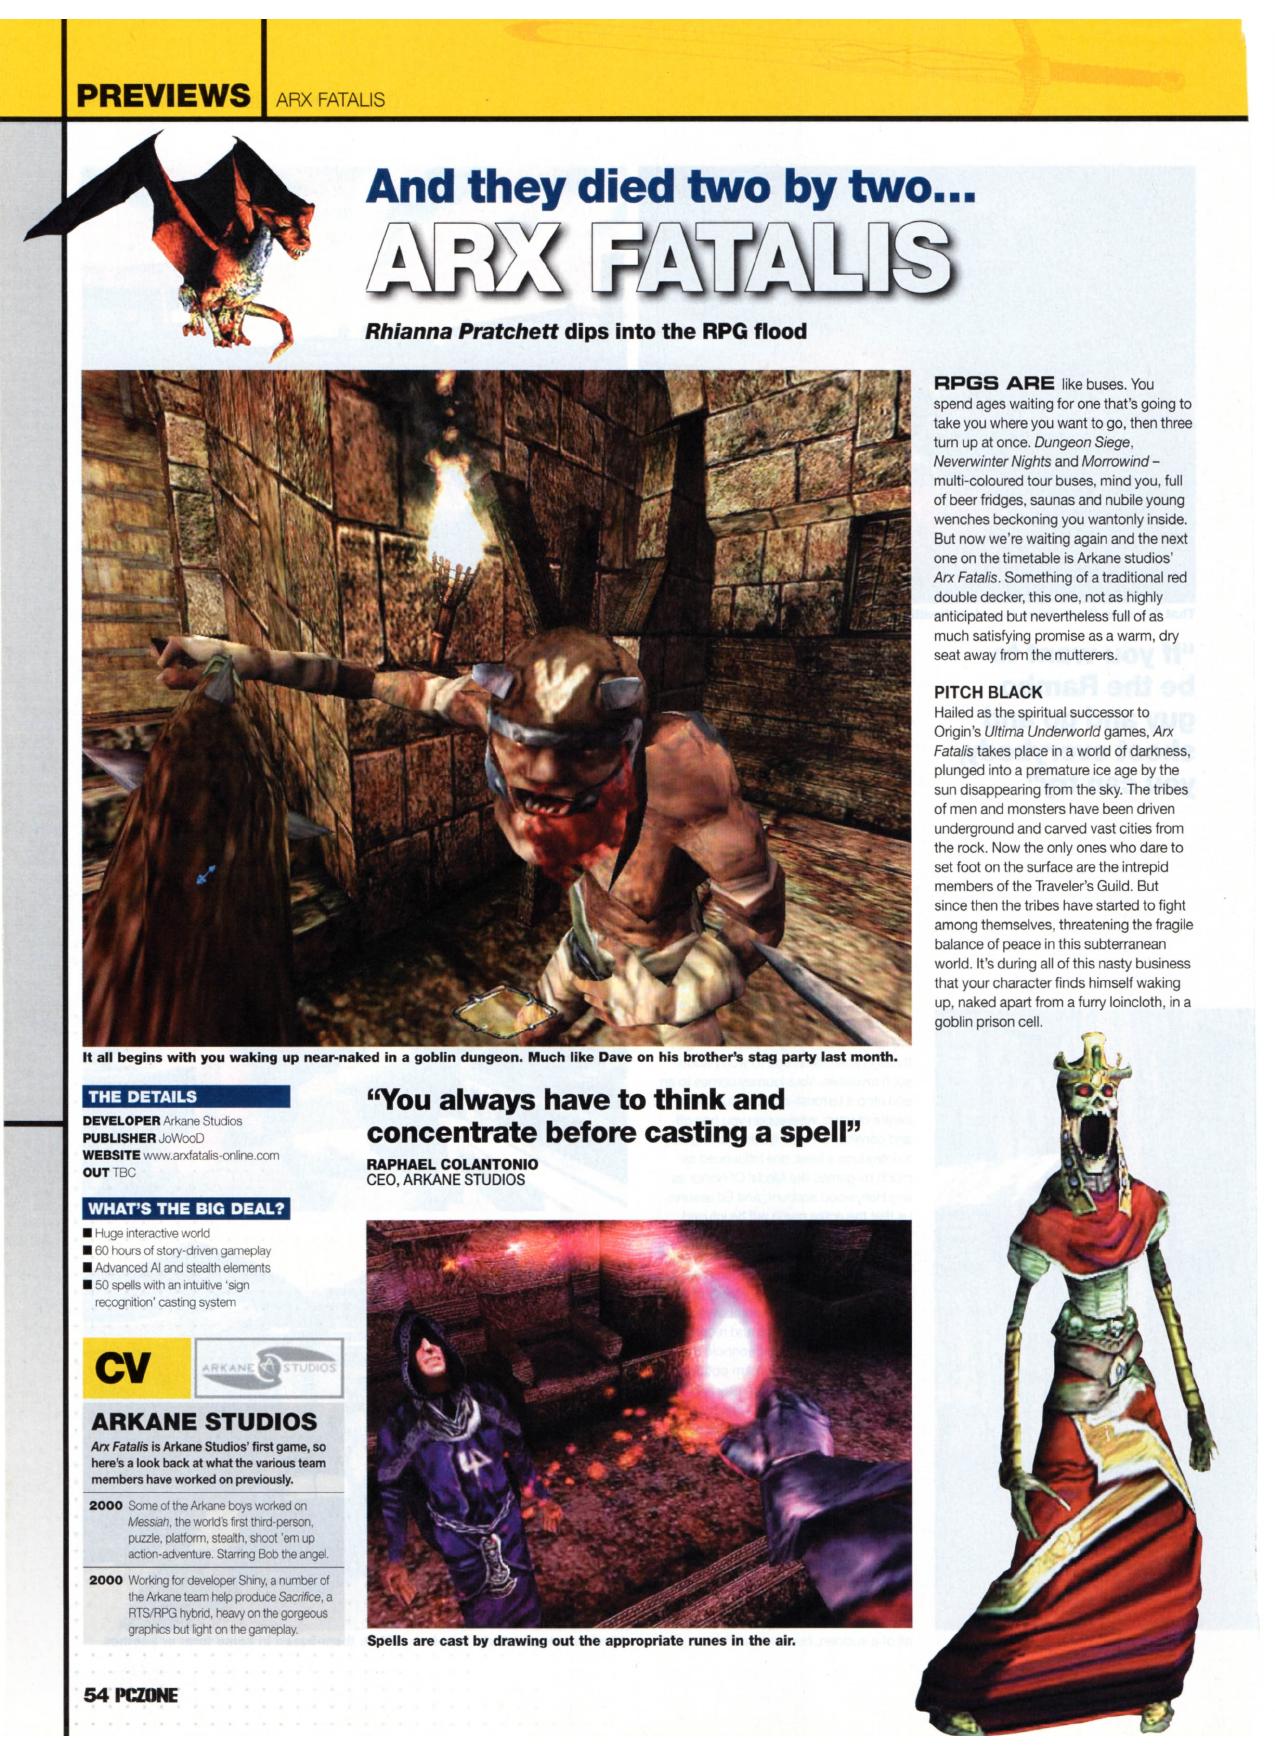 PREVIEWS
ARX FATALIS
And they died two by two...
ARX FATALIS
Rhianna Pratchett dips into the RPG flood
RPGS ARE like buses. You
spend ages waiting for one that's going to
take you where you want to go, then three
turn up at once. Dungeon Siege,
Neverwinter Nights and Morrowind –
multi-coloured tour buses, mind you, full
of beer fridges, saunas and nubile young
wenches beckoning you wantonly inside.
But now we're waiting again and the next
one on the timetable is Arkane studios'
Arx Fatalis. Something of a traditional red
double decker, this one, not as highly
anticipated but nevertheless full of as
much satisfying promise as a warm, dry
seat away from the mutterers.
PITCH BLACK
Hailed as the spiritual successor to
Origin's Ultima Underworld games, Arx
Fatalis takes place in a world of darkness,
plunged into a premature ice age by the
sun disappearing from the sky. The tribes
of men and monsters have been driven
underground and carved vast cities from
the rock. Now the only ones who dare to
set foot on the surface are the intrepid
members of the Traveler's Guild. But
since then the tribes have started to fight
among themselves, threatening the fragile
balance of peace in this subterranean
world. It's during all of this nasty business
that your character finds himself waking
up, naked apart from a furry loincloth, in a
goblin prison cell.
It all begins with you waking up near-naked in a goblin dungeon. Much like Dave on his brother's stag party last month.
THE DETAILS
DEVELOPER Arkane Studios
PUBLISHER JoWooD
WEBSITE www.arxfatalis-online.com
OUT TBC
WHAT'S THE BIG DEAL?
■ Huge interactive world
■ 60 hours of story-driven gameplay
■ Advanced AI and stealth elements
■ 50 spells with an intuitive 'sign
recognition' casting system
"You always have to think and
concentrate before casting a spell"
RAPHAEL COLANTONIO
CEO, ARKANE STUDIOS
CV
ARKANE STUDIOS
ARKANE STUDIOS
Arx Fatalis is Arkane Studios' first game, so
here's a look back at what the various team
members have worked on previously.
2000 Some of the Arkane boys worked on
Messiah, the world's first third-person,
puzzle, platform, stealth, shoot 'em up
action-adventure. Starring Bob the angel.
2000 Working for developer Shiny, a number of
the Arkane team help produce Sacrifice, a
RTS/RPG hybrid, heavy on the gorgeous
graphics but light on the gameplay.
Spells are cast by drawing out the appropriate runes in the air.
54 PCZONE